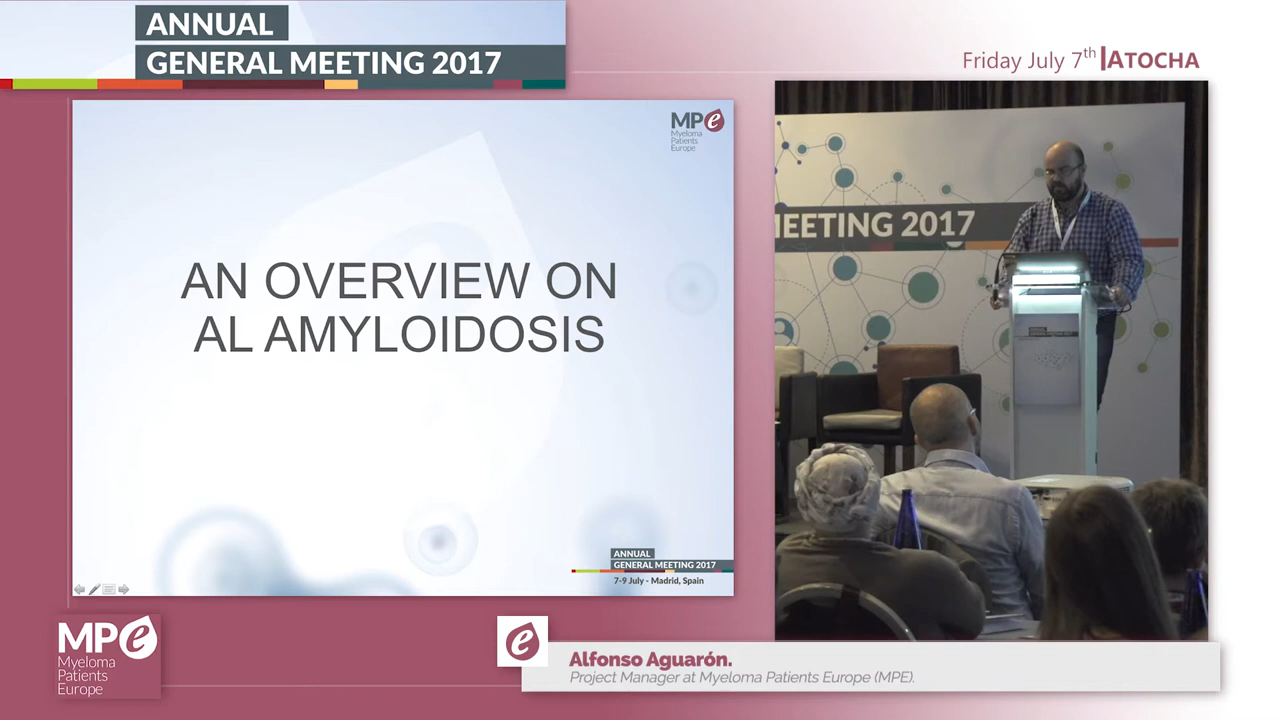 ANNUAL
GENERAL MEETING 2017
Friday July 7th | ATOCHA
MPe
Myeloma
Patients
Europe
AN OVERVIEW ON
AL AMYLOIDOSIS
ANNUAL
GENERAL MEETING 2017
7-9 July - Madrid, Spain
MEETING 2017
MPe
Myeloma
Patients
Europe
e
Alfonso Aguarón.
Project Manager at Myeloma Patients Europe (MPE).